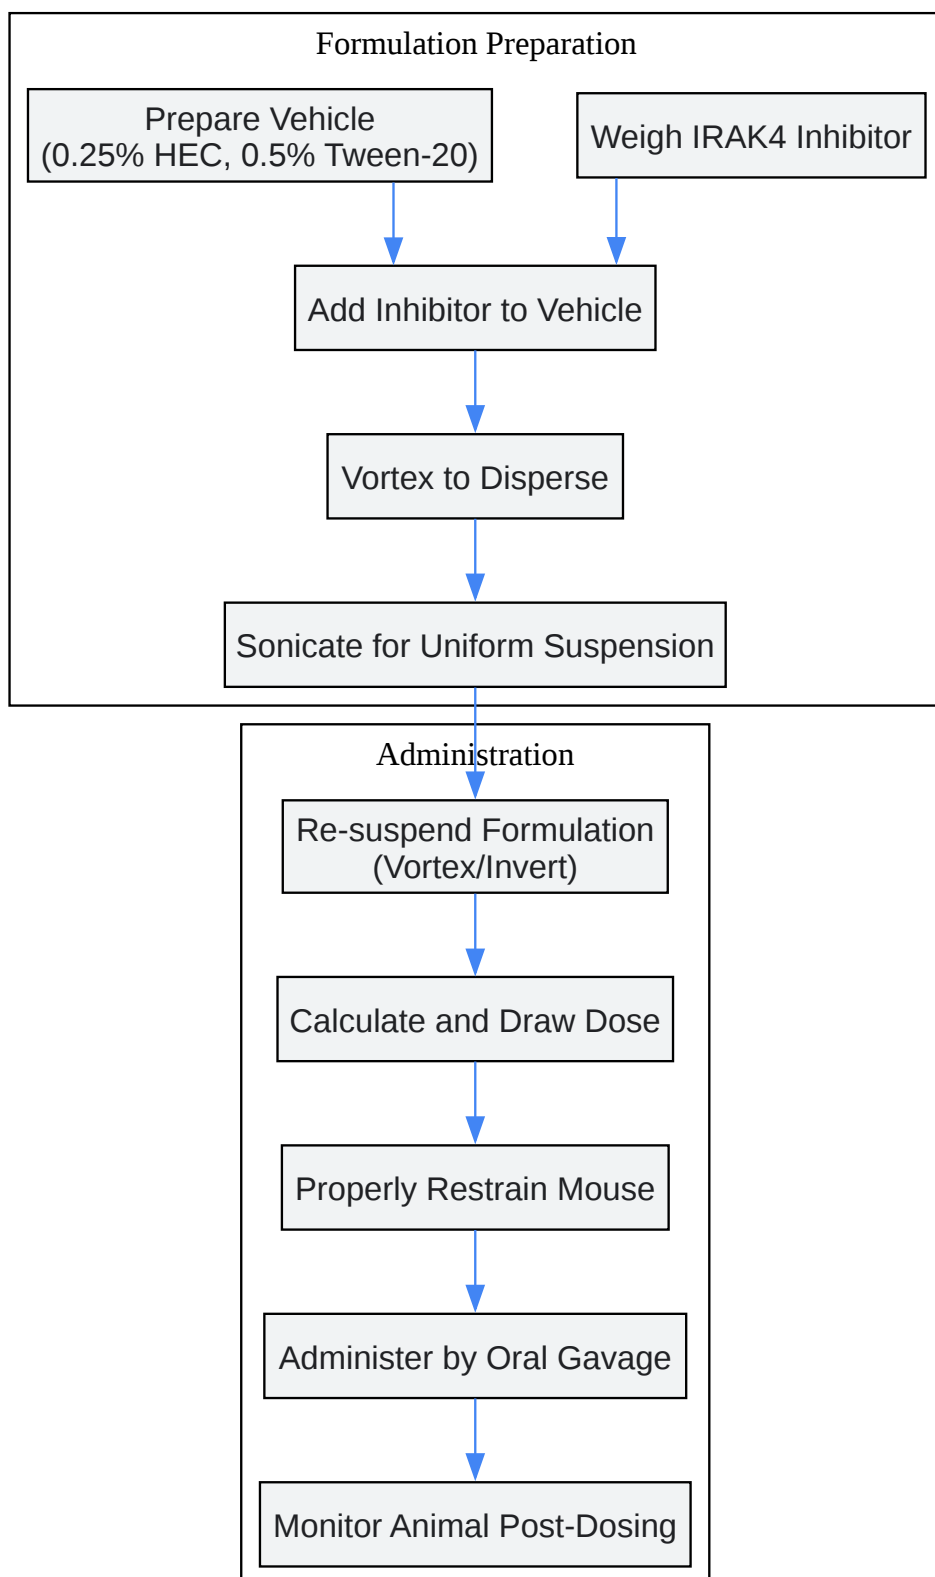 Formulation Preparation
Prepare Vehicle
(0.25% HEC, 0.5% Tween-20)
Weigh IRAK4 Inhibitor
Add Inhibitor to Vehicle
Vortex to Disperse
Sonicate for Uniform Suspension
Administration
Re-suspend Formulation
(Vortex/Invert)
Calculate and Draw Dose
Properly Restrain Mouse
Administer by Oral Gavage
Monitor Animal Post-Dosing